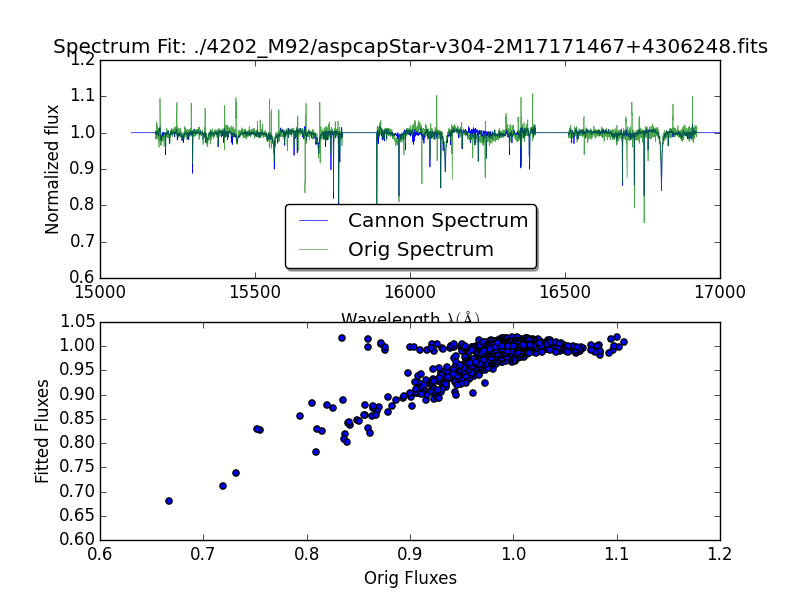 Spectrum Fit: ./4202_M92/aspcapStar-v304-2M17171467+4306248.fits
1.2
1.1
1.0
0.9
0.8
0.7
0.6
Normalized flux
Cannon Spectrum
Orig Spectrum
15000 15500 16000 16500 17000
Wavelength λ(Å)
1.05
1.00
0.95
0.90
0.85
0.80
0.75
0.70
0.65
0.60
Fitted Fluxes
0.6 0.7 0.8 0.9 1.0 1.1 1.2
Orig Fluxes